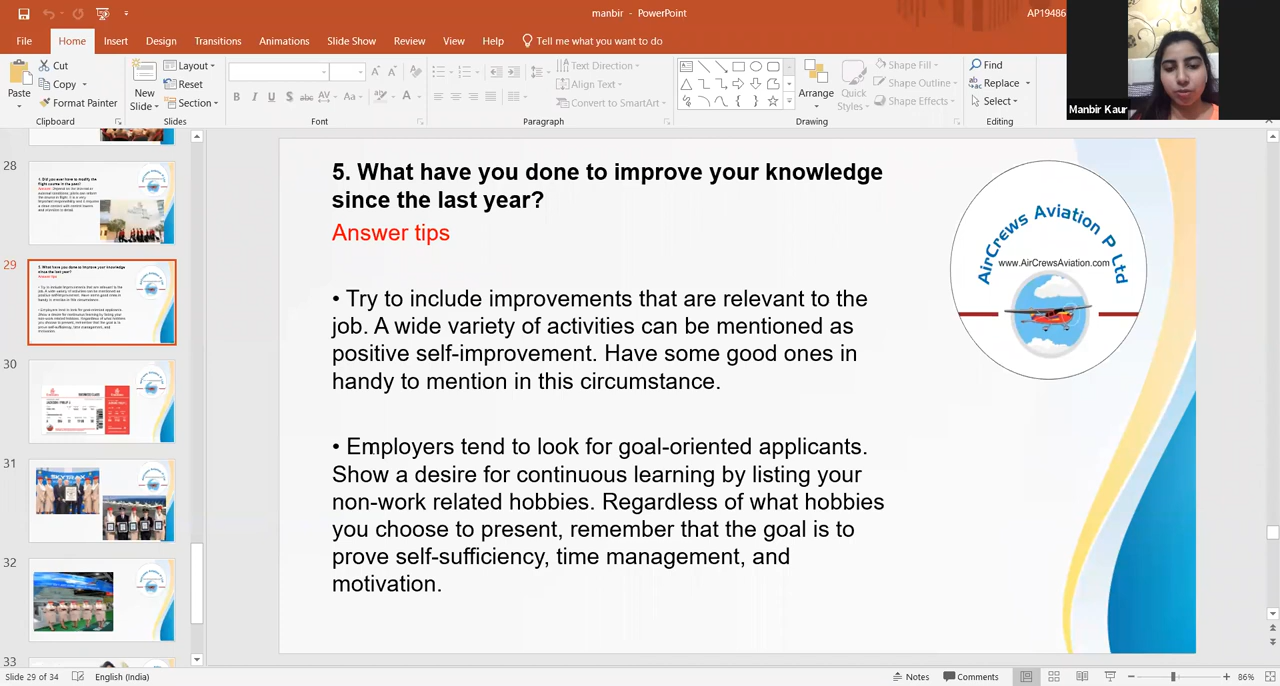 manbir - PowerPoint
AP19486
File Home Insert Design Transitions Animations Slide Show Review View Help Tell me what you want to do
Cut
Copy
Format Painter
Paste
Clipboard
New
Slide
Layout
Reset
Section
Slides
Font
Text Direction
Align Text
Convert to SmartArt
Paragraph
Arrange
Quick
Styles
Shape Fill
Shape Outline
Shape Effects
Drawing
Find
Replace
Select
Editing
Manbir Kaur
28
29
30
31
32
33
SKYTRAX
5. What have you done to improve your knowledge
since the last year?
Answer tips
• Try to include improvements that are relevant to the
job. A wide variety of activities can be mentioned as
positive self-improvement. Have some good ones in
handy to mention in this circumstance.
• Employers tend to look for goal-oriented applicants.
Show a desire for continuous learning by listing your
non-work related hobbies. Regardless of what hobbies
you choose to present, remember that the goal is to
prove self-sufficiency, time management, and
motivation.
AirCrews Aviation P Ltd
www.AirCrewsAviation.com
Slide 29 of 34 English (India) Notes Comments 86%